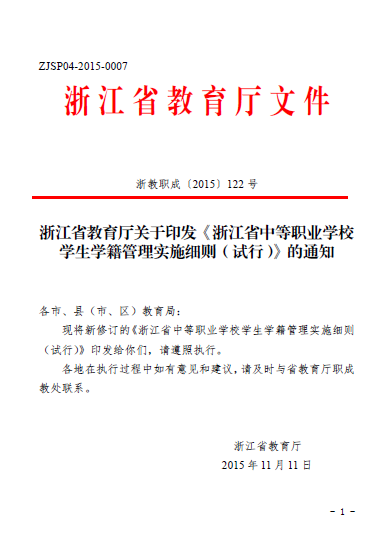 ZJSP04-2015-0007
浙江省教育厅文件
浙教职成〔2015〕122 号
浙江省教育厅关于印发《浙江省中等职业学校
学生学籍管理实施细则（试行）》的通知
各市、县（市、区）教育局：
现将新修订的《浙江省中等职业学校学生学籍管理实施细则
（试行）》印发给你们，请遵照执行。
各地在执行过程中如有意见和建议，请及时与省教育厅职成
教处联系。
浙江省教育厅
2015 年 11 月 11 日
- 1 -